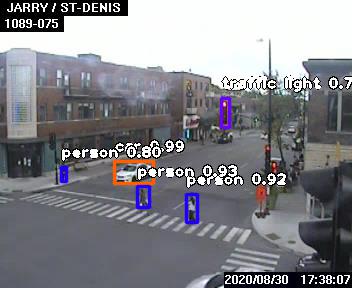 JARRY / ST-DENIS
1089-075
traffic light 0.7
person 0.80
car 0.99
person 0.93
person 0.92
2020/08/30 17:38:07